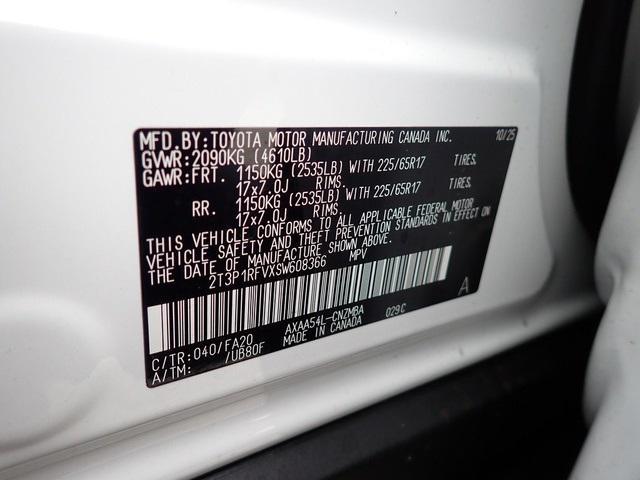 MFD. BY: TOYOTA MOTOR MANUFACTURING CANADA INC. 10/25
GVWR: 2090KG (4610LB)
GAWR: FRT. 1150KG (2535LB) WITH 225/65R17 TIRES,
17x7.0J RIMS.
RR. 1150KG (2535LB) WITH 225/65R17 TIRES,
17x7.0J RIMS.
THIS VEHICLE CONFORMS TO ALL APPLICABLE FEDERAL MOTOR
VEHICLE SAFETY AND THEFT PREVENTION STANDARDS IN EFFECT ON
THE DATE OF MANUFACTURE SHOWN ABOVE.
2T3P1RFVXSW608366 MPV
A
C/TR: 040/FA20 AXAA54L-CNZMBA 029C
A/TM: /UB80F MADE IN CANADA